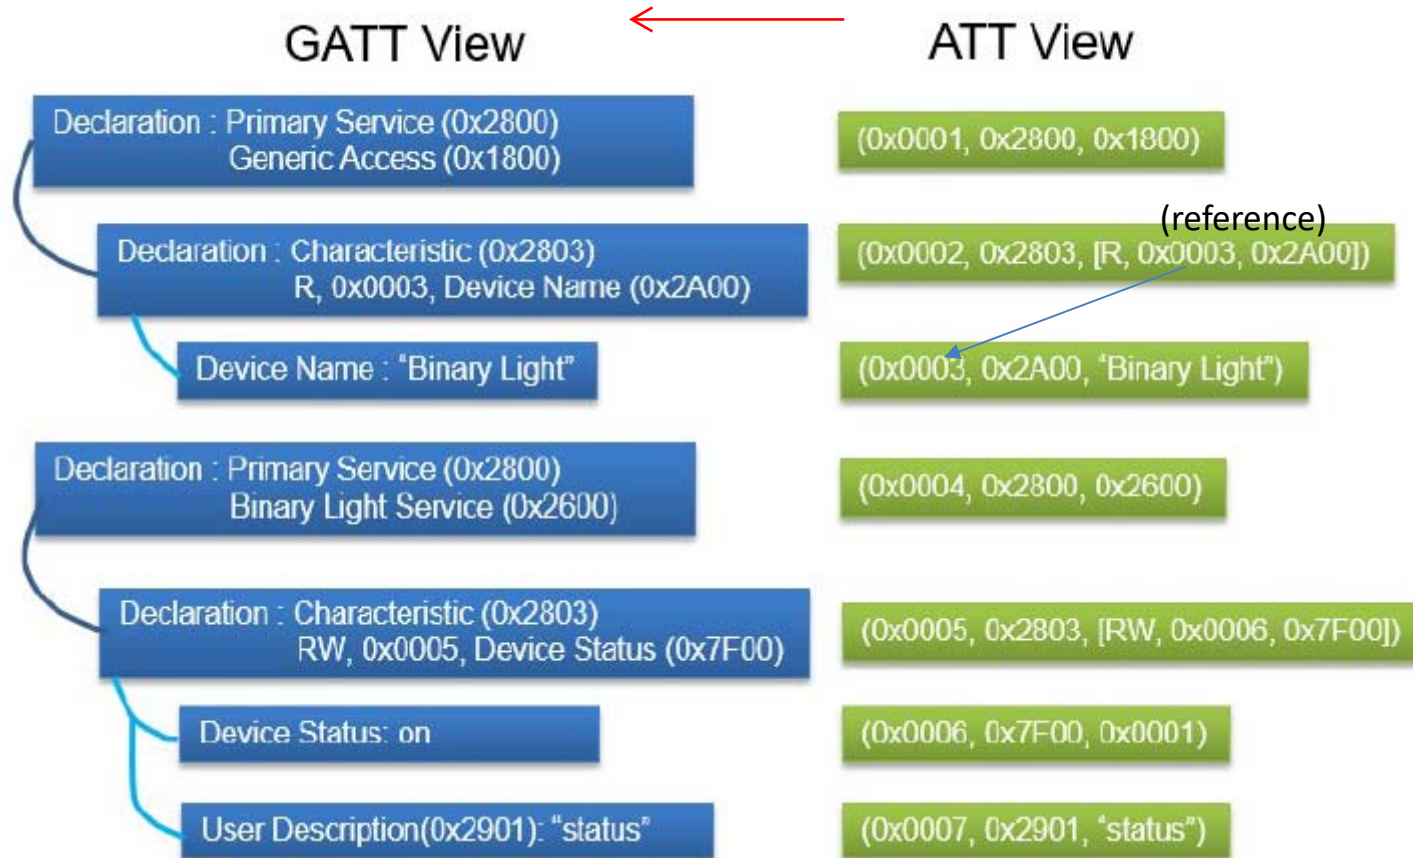 GATT View
ATT View
Declaration : Primary Service (0x2800)
Generic Access (0x1800)
(0x0001, 0x2800, 0x1800)
(reference)
Declaration : Characteristic (0x2803)
R, 0x0003, Device Name (0x2A00)
(0x0002, 0x2803, [R, 0x0003, 0x2A00])
Device Name : “Binary Light”
(0x0003, 0x2A00, “Binary Light”)
Declaration : Primary Service (0x2800)
Binary Light Service (0x2600)
(0x0004, 0x2800, 0x2600)
Declaration : Characteristic (0x2803)
RW, 0x0005, Device Status (0x7F00)
(0x0005, 0x2803, [RW, 0x0006, 0x7F00])
Device Status: on
(0x0006, 0x7F00, 0x0001)
User Description(0x2901): “status”
(0x0007, 0x2901, “status”)